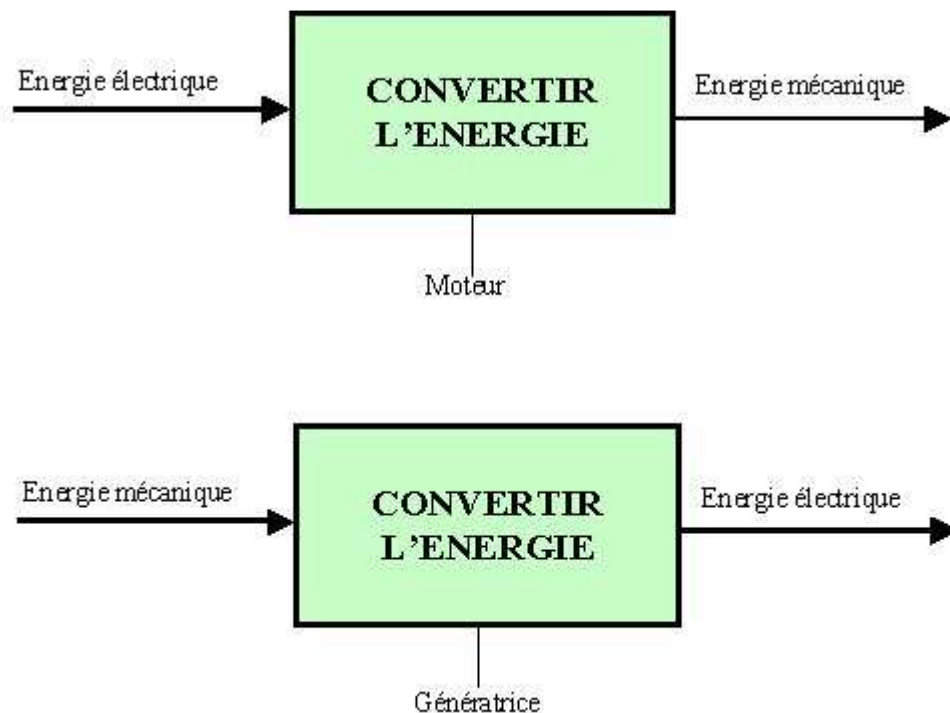 Energie électrique
CONVERTIR
L'ENERGIE
Energie mécanique
Moteur
Energie mécanique
CONVERTIR
L'ENERGIE
Energie électrique
Génératrice